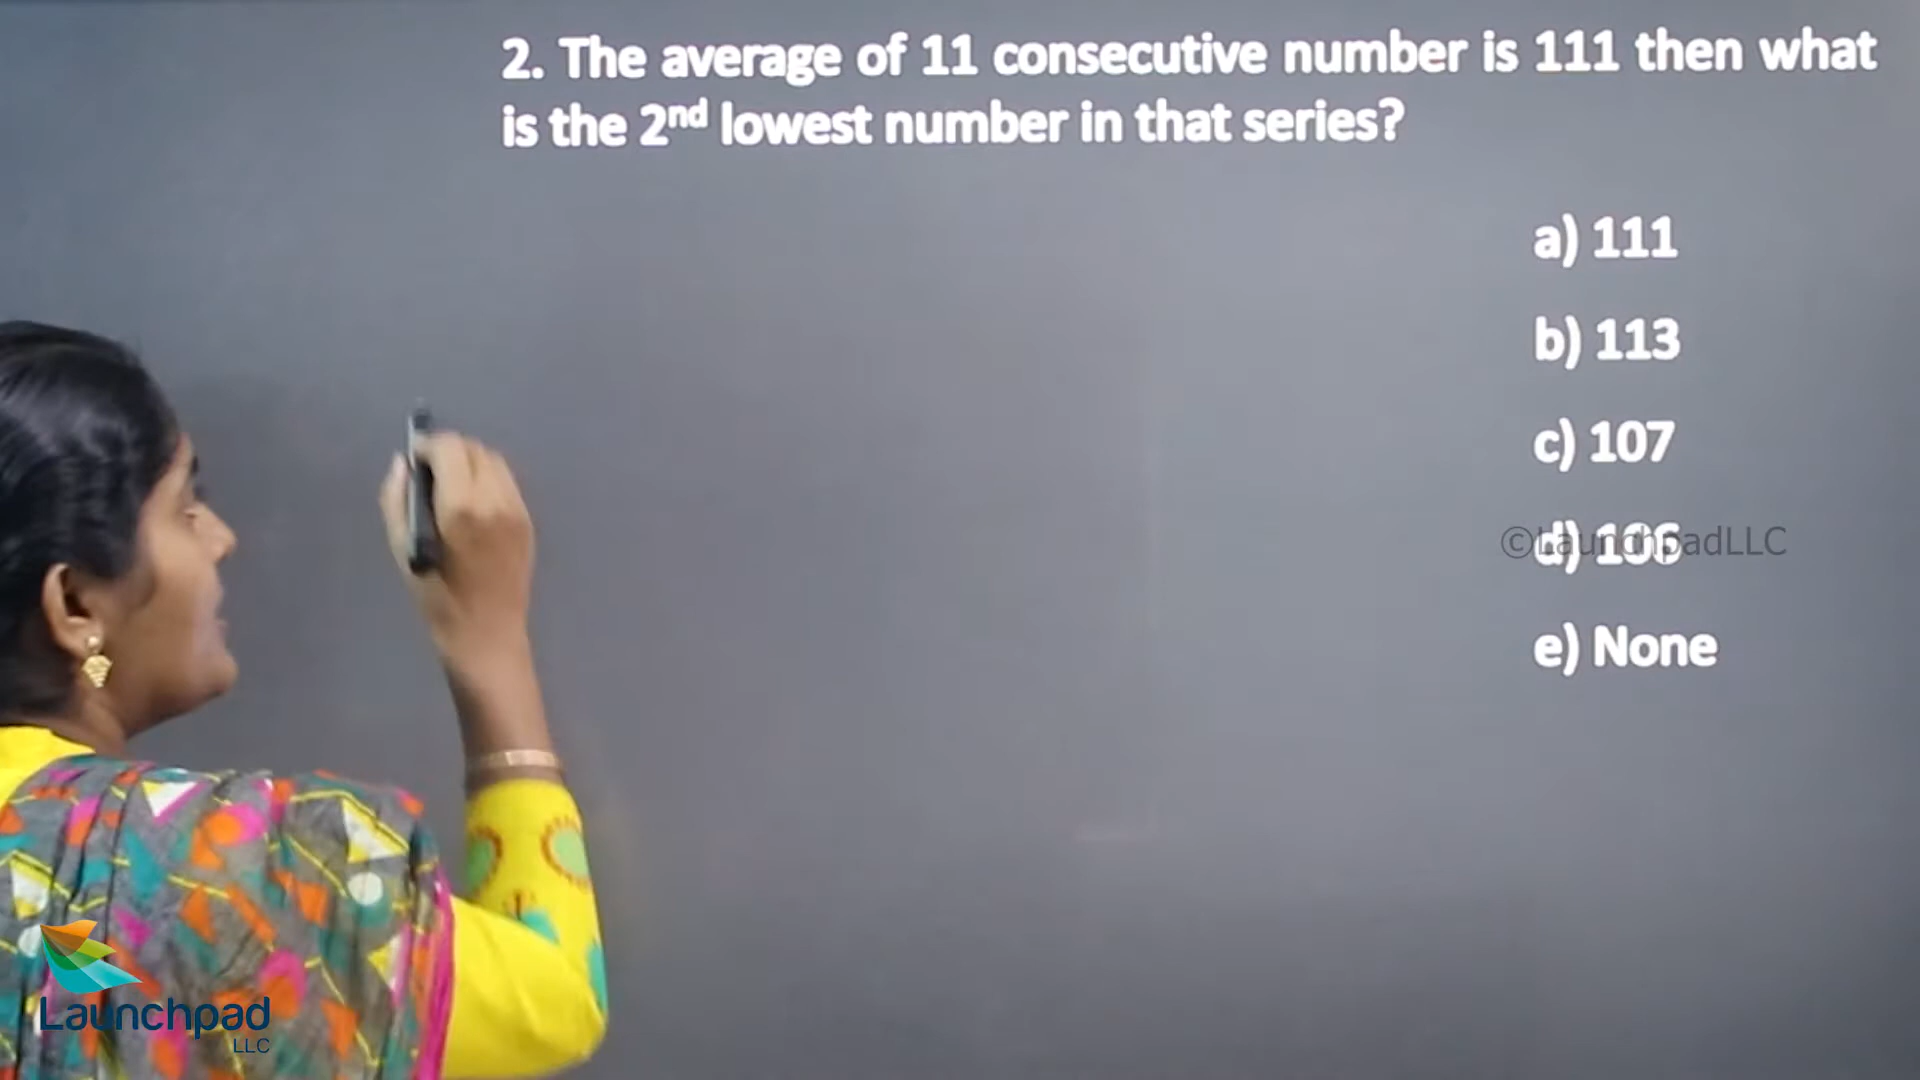 2. The average of 11 consecutive number is 111 then what
is the 2nd lowest number in that series?
a) 111
b) 113
c) 107
d) 106
©LaunchpadLLC
e) None
Launchpad
LLC